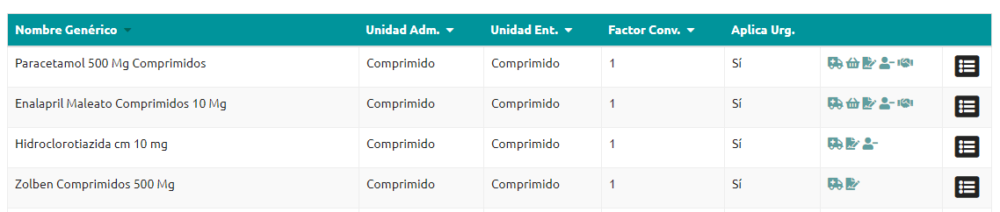 Nombre Genérico Unidad Adm. Unidad Ent. Factor Conv. Aplica Urg.
Paracetamol 500 Mg Comprimidos Comprimido Comprimido 1 Sí
Enalapril Maleato Comprimidos 10 Mg Comprimido Comprimido 1 Sí
Hidroclorotiazida cm 10 mg Comprimido Comprimido 1 Sí
Zolben Comprimidos 500 Mg Comprimido Comprimido 1 Sí